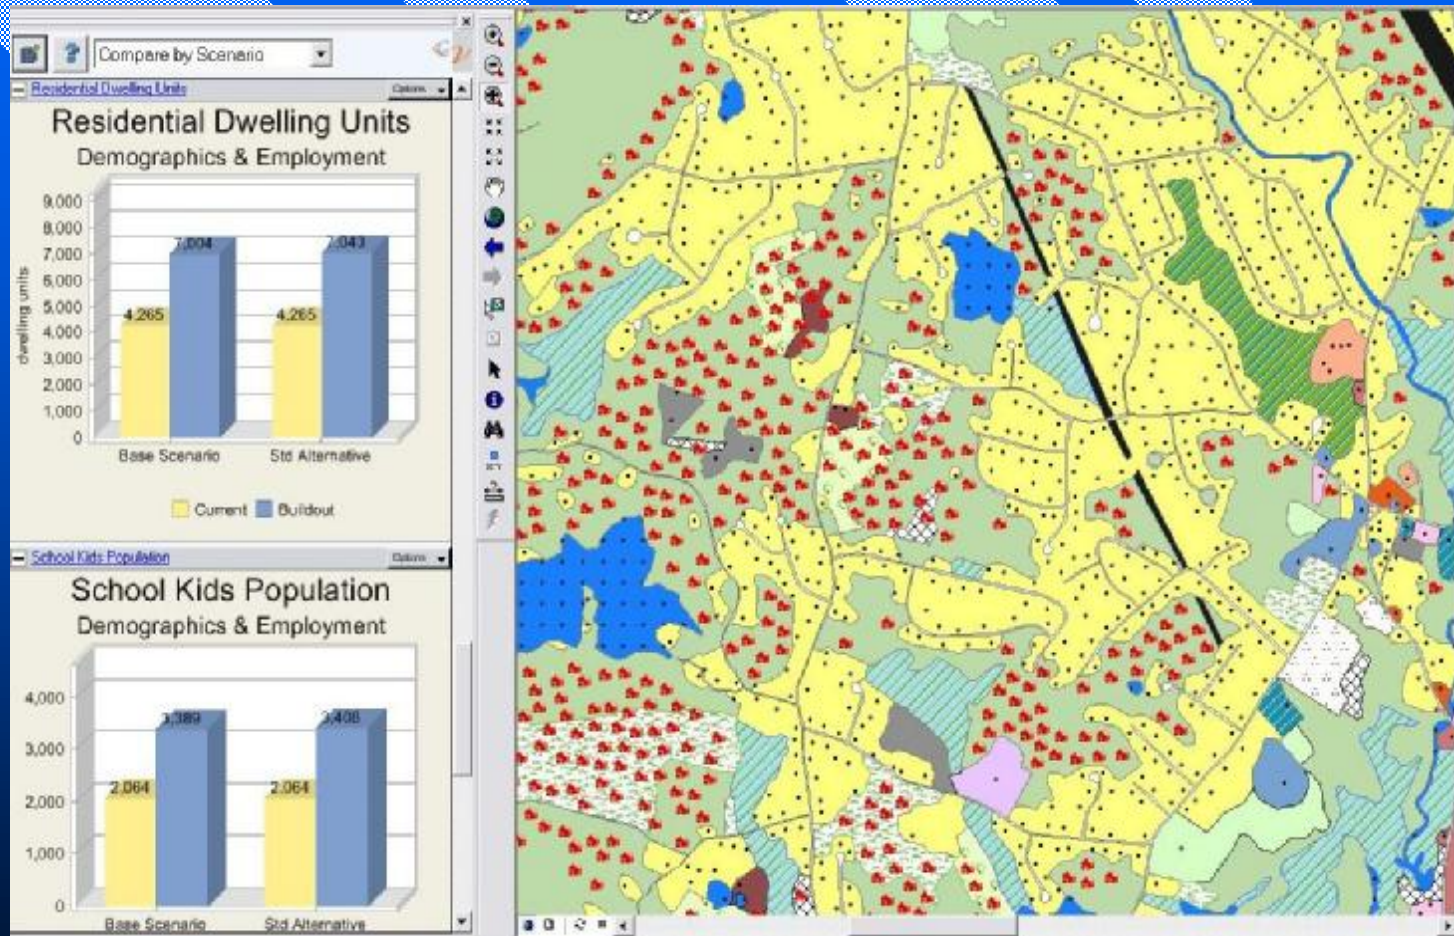 Compare by Scenario
Residential Dwelling Units
Options
Residential Dwelling Units
Demographics & Employment
9,000
8,000
7,000
6,000
5,000
4,000
3,000
2,000
1,000
0
dwelling units
4,265
7,004
4,265
7,043
Base Scenario
Std Alternative
Current
Buildout
School Kids Population
Options
School Kids Population
Demographics & Employment
4,000
3,000
2,000
1,000
0
2,064
3,389
2,064
3,408
Base Scenario
Std Alternative